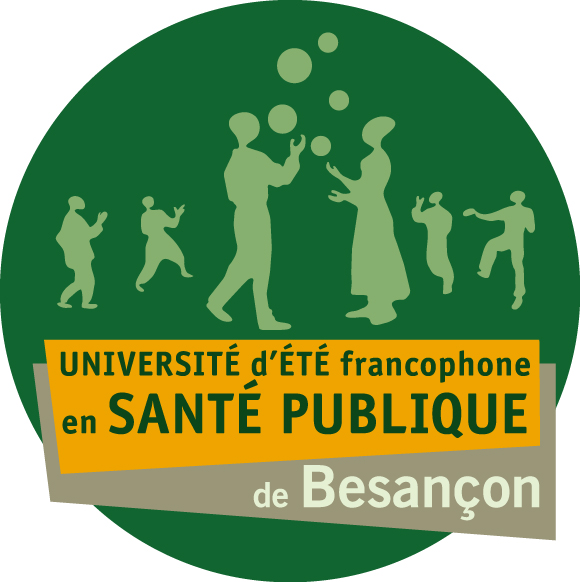 UNIVERSITÉ d'ÉTÉ francophone
en SANTÉ PUBLIQUE
de Besançon